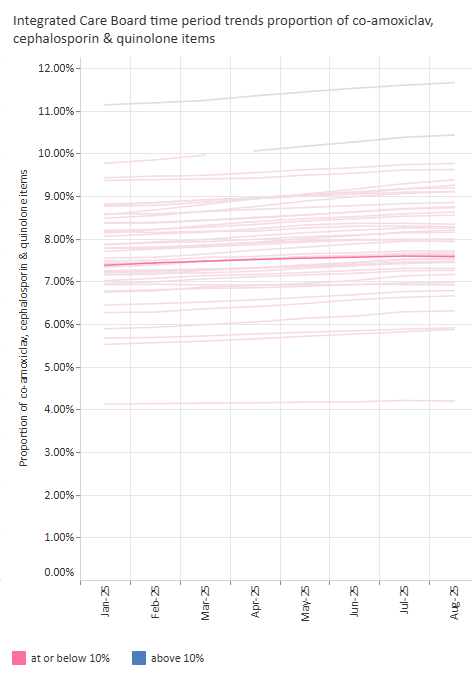 Integrated Care Board time period trends proportion of co-amoxiclav,
cephalosporin & quinolone items
Proportion of co-amoxiclav, cephalosporin & quinolone items
12.00%
11.00%
10.00%
9.00%
8.00%
7.00%
6.00%
5.00%
4.00%
3.00%
2.00%
1.00%
0.00%
Jan-25
Feb-25
Mar-25
Apr-25
May-25
Jun-25
Jul-25
Aug-25
at or below 10%
above 10%